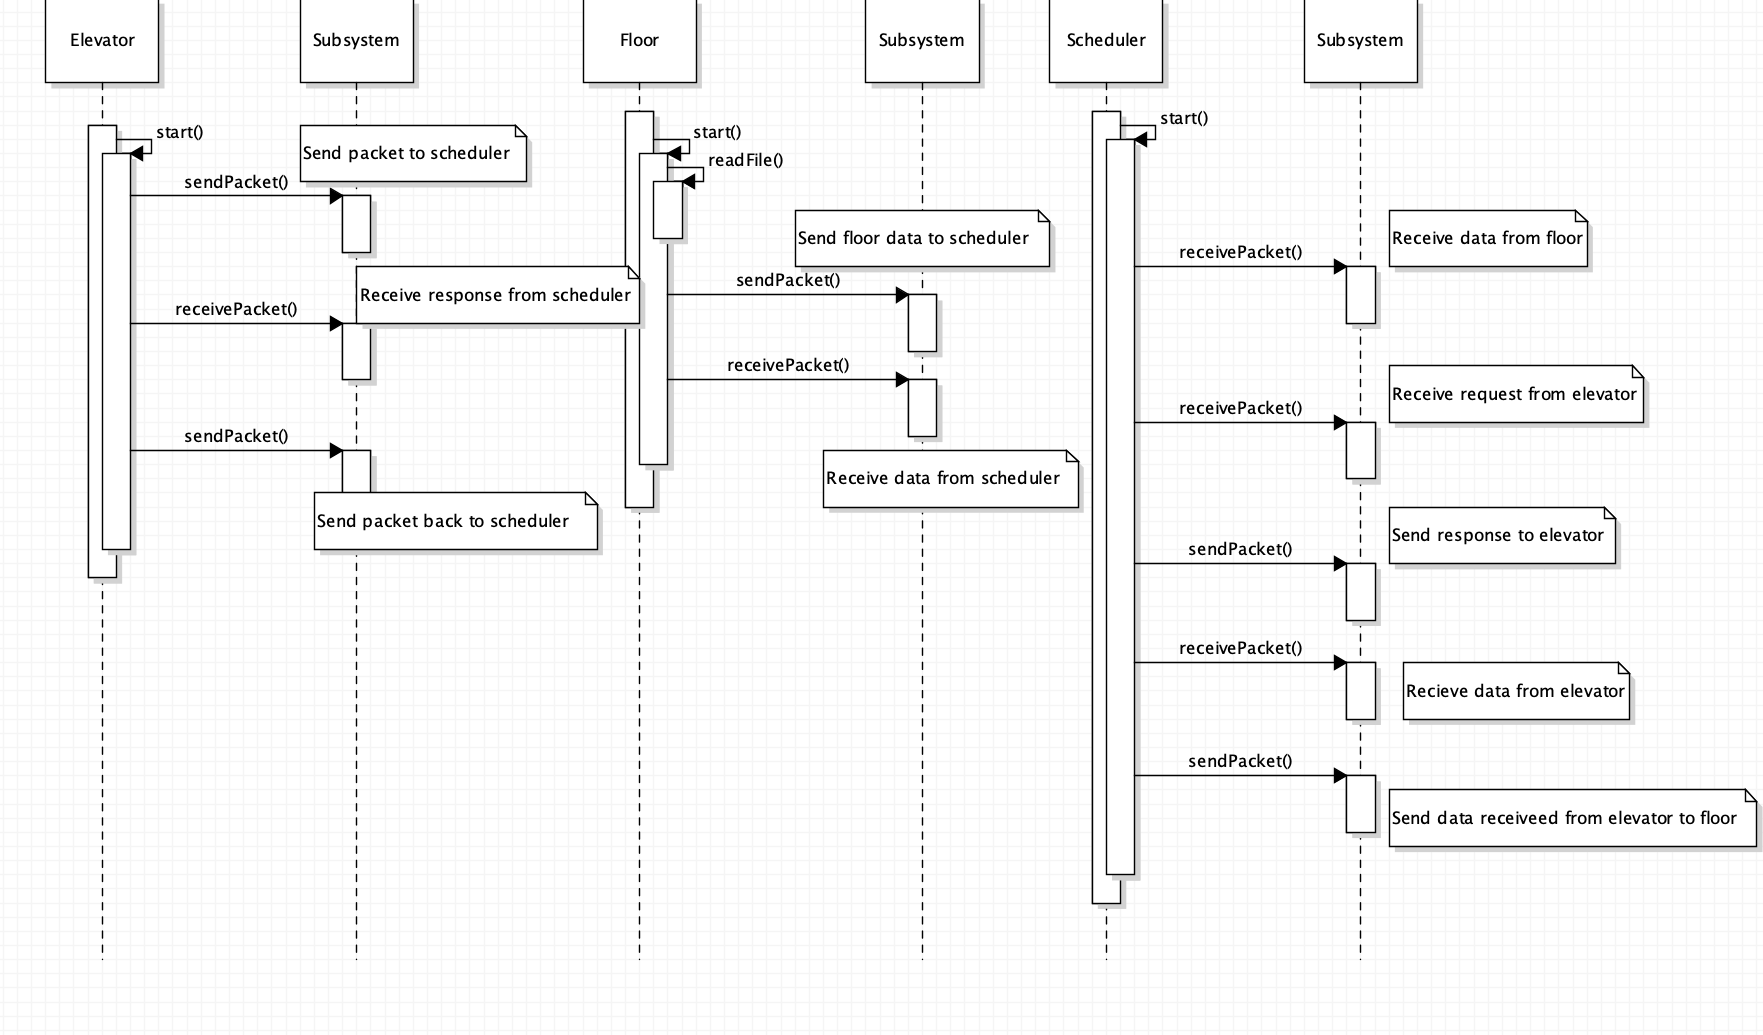 Elevator
Subsystem
Floor
Subsystem
Scheduler
Subsystem
start()
Send packet to scheduler
sendPacket()
Receive response from scheduler
receivePacket()
sendPacket()
Send packet back to scheduler
start()
readFile()
Send floor data to scheduler
sendPacket()
receivePacket()
Receive data from scheduler
start()
Receive data from floor
receivePacket()
Receive request from elevator
receivePacket()
Send response to elevator
sendPacket()
receivePacket()
Recieve data from elevator
sendPacket()
Send data receiveed from elevator to floor